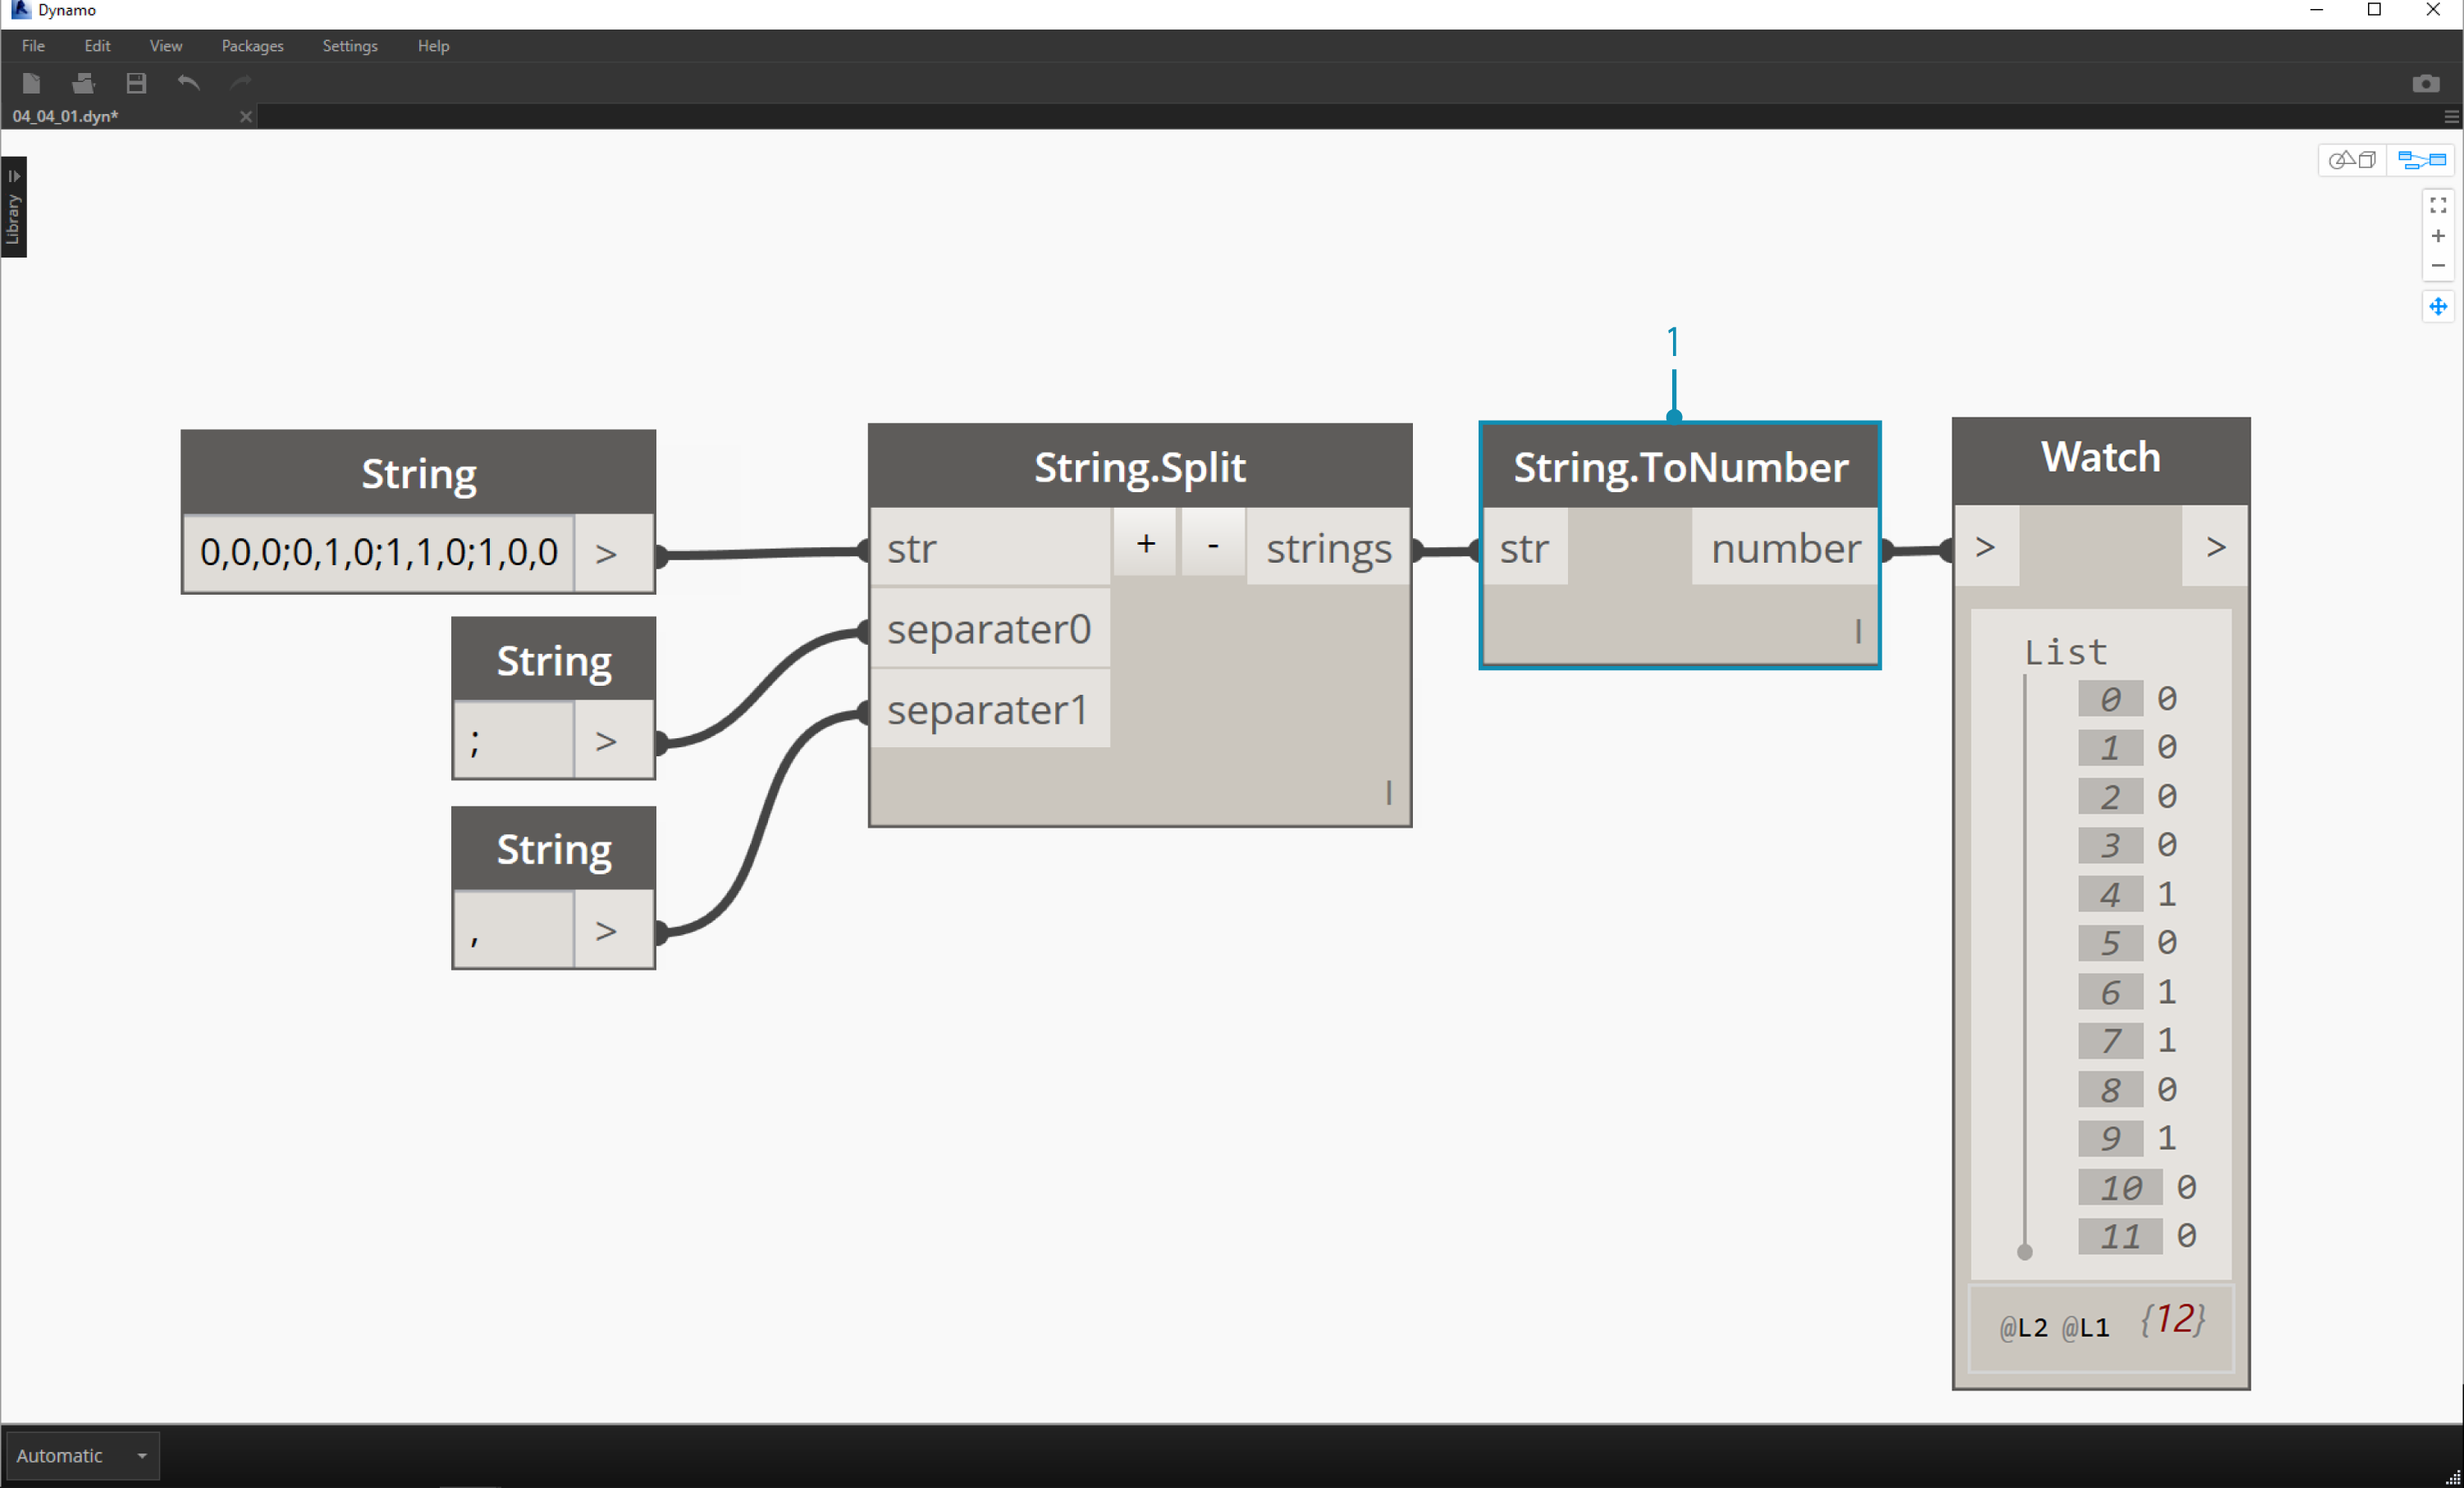 Dynamo
File Edit View Packages Settings Help
04_04_01.dyn*
Library
1
String
0,0,0;0,1,0;1,1,0;1,0,0 >
String
; >
String
, >
String.Split
str + - strings
separater0
separater1
l
String.ToNumber
str number
l
Watch
> >
List
0 0
1 0
2 0
3 0
4 1
5 0
6 1
7 1
8 0
9 1
10 0
11 0
@L2 @L1 {12}
Automatic